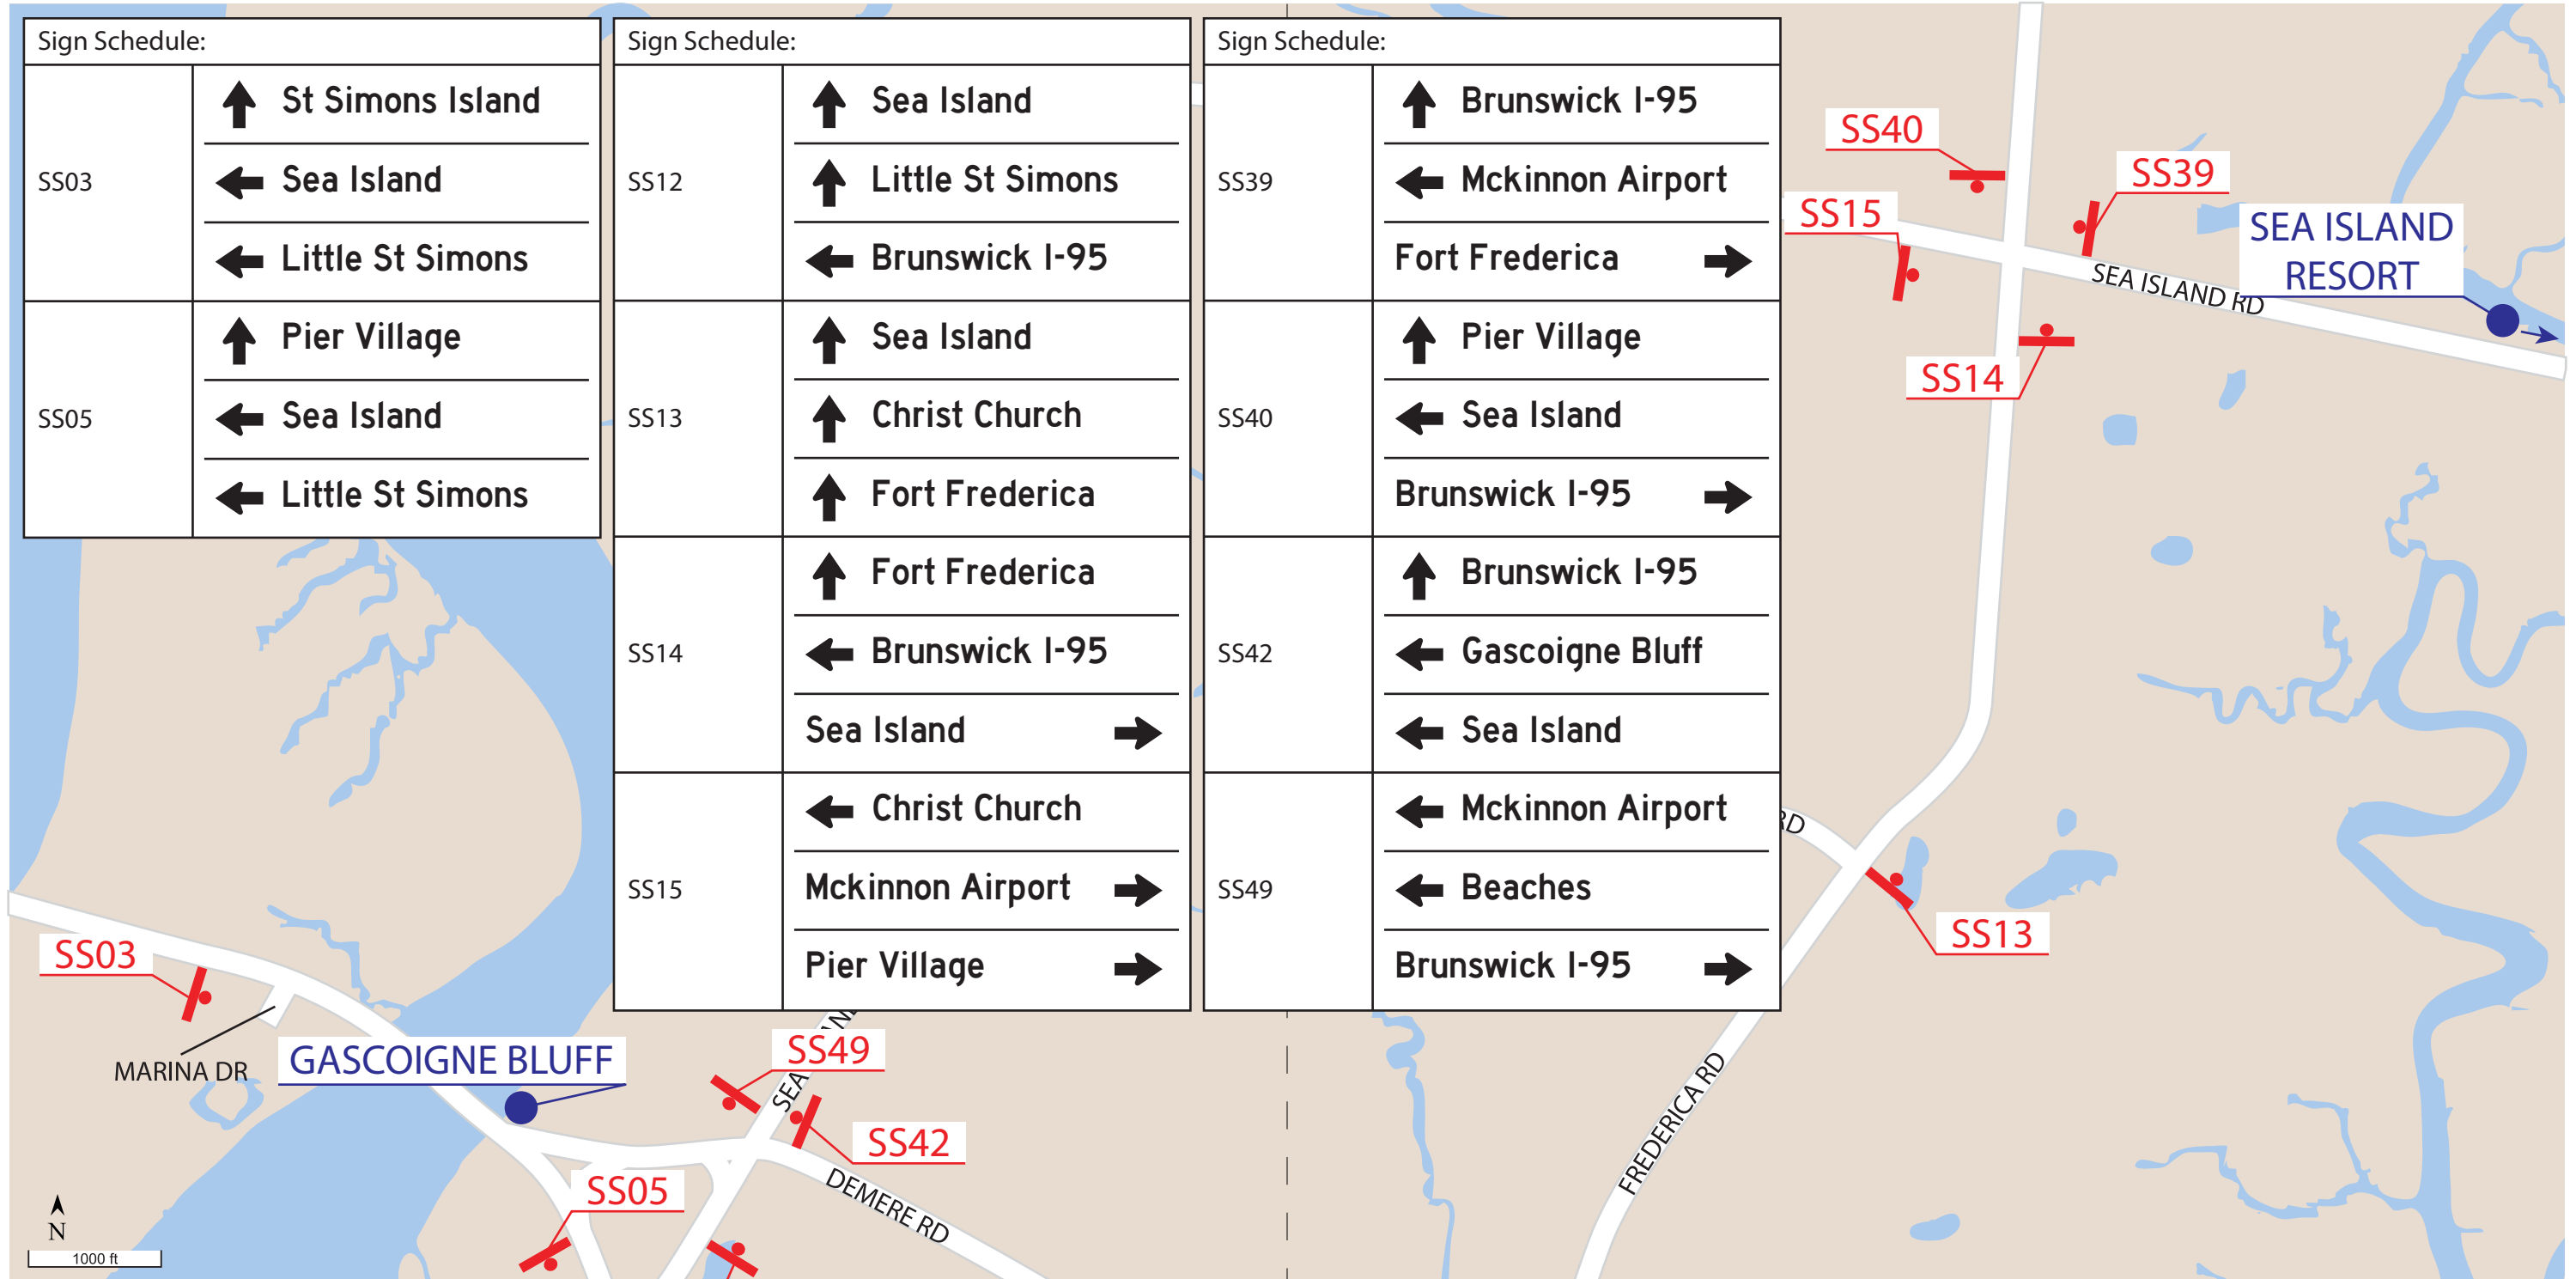 Sign Schedule:
SS03
St Simons Island
Sea Island
Little St Simons
SS05
Pier Village
Sea Island
Little St Simons
Sign Schedule:
SS12
Sea Island
Little St Simons
Brunswick I-95
SS13
Sea Island
Christ Church
Fort Frederica
SS14
Fort Frederica
Brunswick I-95
Sea Island
SS15
Christ Church
Mckinnon Airport
Pier Village
Sign Schedule:
SS39
Brunswick I-95
Mckinnon Airport
Fort Frederica
SS40
Pier Village
Sea Island
Brunswick I-95
SS42
Brunswick I-95
Gascoigne Bluff
Sea Island
SS49
Mckinnon Airport
Beaches
Brunswick I-95
SS40
SS39
SS15
SEA ISLAND
RESORT
SEA ISLAND RD
SS14
RD
SS13
SS03
MARINA DR
GASCOIGNE BLUFF
SEA
SS49
SS42
SS05
DEMERE RD
FREDERICA RD
N
1000 ft